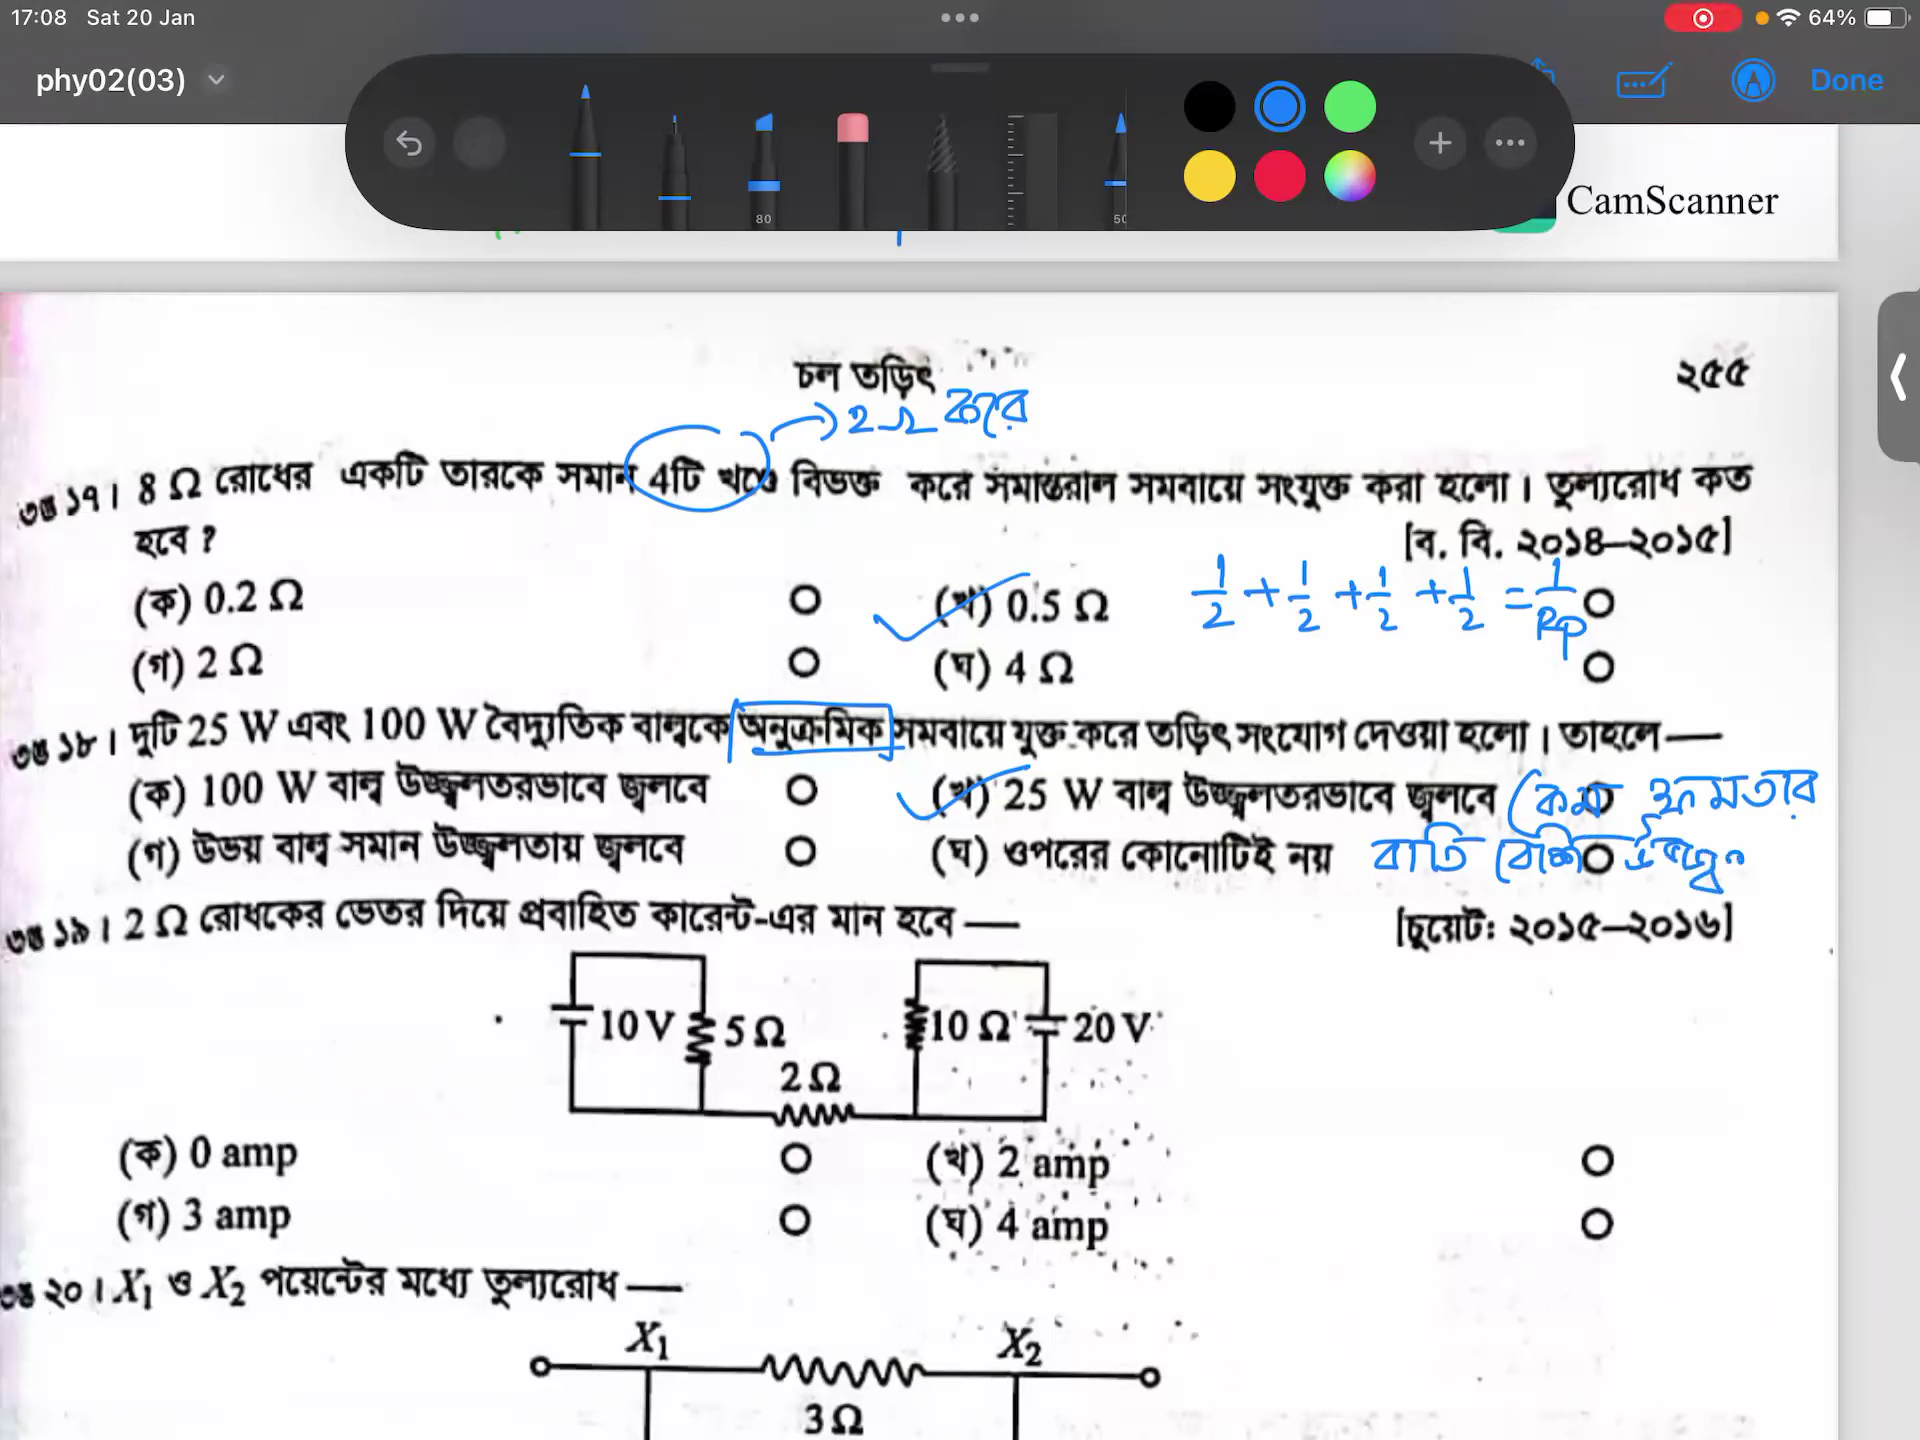 17:08 Sat 20 Jan
64%
phy02(03)
Done
80
50
CamScanner
চল তড়িৎ
২৫৫
→ 2Ω করে
১৭। 8 Ω রোধের একটি তারকে সমান 4টি খণ্ডে বিভক্ত করে সমান্তরাল সমবায়ে সংযুক্ত করা হলো। তুল্যরোধ কত
হবে ?
[ব. বি. ২০১৪–২০১৫]
(ক) 0.2 Ω
(খ) 0.5 Ω
1/2 + 1/2 + 1/2 + 1/2 = 1/Rp
(গ) 2 Ω
(ঘ) 4 Ω
১৮। দুটি 25 W এবং 100 W বৈদ্যুতিক বাল্বকে অনুক্রমিক সমবায়ে যুক্ত করে তড়িৎ সংযোগ দেওয়া হলো। তাহলে—
(ক) 100 W বাল্ব উজ্জ্বলতরভাবে জ্বলবে
(খ) 25 W বাল্ব উজ্জ্বলতরভাবে জ্বলবে (কম ক্ষমতার
(গ) উভয় বাল্ব সমান উজ্জ্বলতায় জ্বলবে
(ঘ) ওপরের কোনোটিই নয় বাতি বেশি
১৯। 2 Ω রোধকের ভেতর দিয়ে প্রবাহিত কারেন্ট-এর মান হবে—
[চুয়েট: ২০১৫–২০১৬]
10 V
5 Ω
10 Ω
20 V
2 Ω
(ক) 0 amp
(খ) 2 amp
(গ) 3 amp
(ঘ) 4 amp
২০। X₁ ও X₂ পয়েন্টের মধ্যে তুল্যরোধ—
X₁
X₂
3 Ω